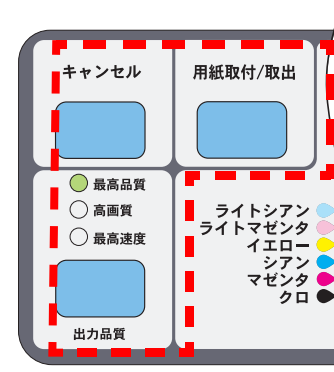 キャンセル
用紙取付/取出
最高品質
高画質
最高速度
出力品質
ライトシアン
ライトマゼンタ
イエロー
シアン
マゼンタ
クロ